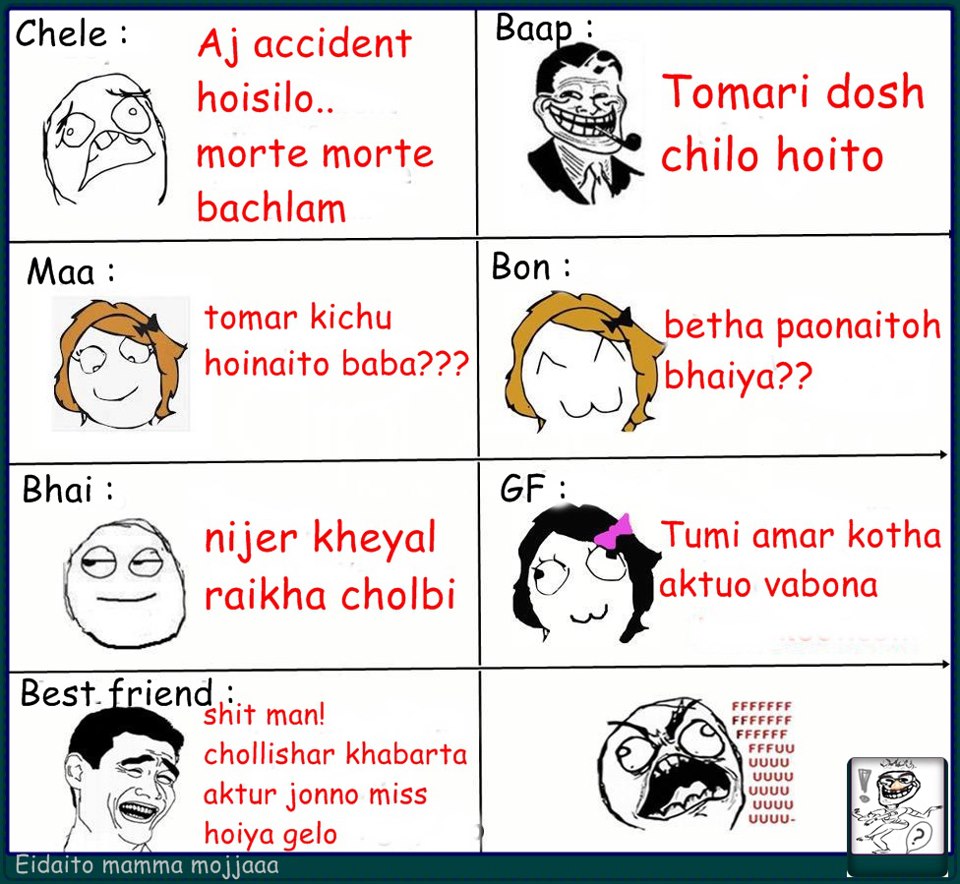 Chele :
Aj accident
hoisilo..
morte morte
bachlam
Baap :
Tomari dosh
chilo hoito
Maa :
tomar kichu
hoinaito baba???
Bon :
betha paonaitoh
bhaiya??
Bhai :
nijer kheyal
raikha cholbi
GF :
Tumi amar kotha
aktuo vabona
Best friend :
shit man!
chollishar khabarta
aktur jonno miss
hoiya gelo
FFFFFFF
FFFFFFF
FFFFFF
FFFUU
UUUU
UUUU
UUUU
UUUU
UUUU-
!
?
Eidaito mamma mojjaaa